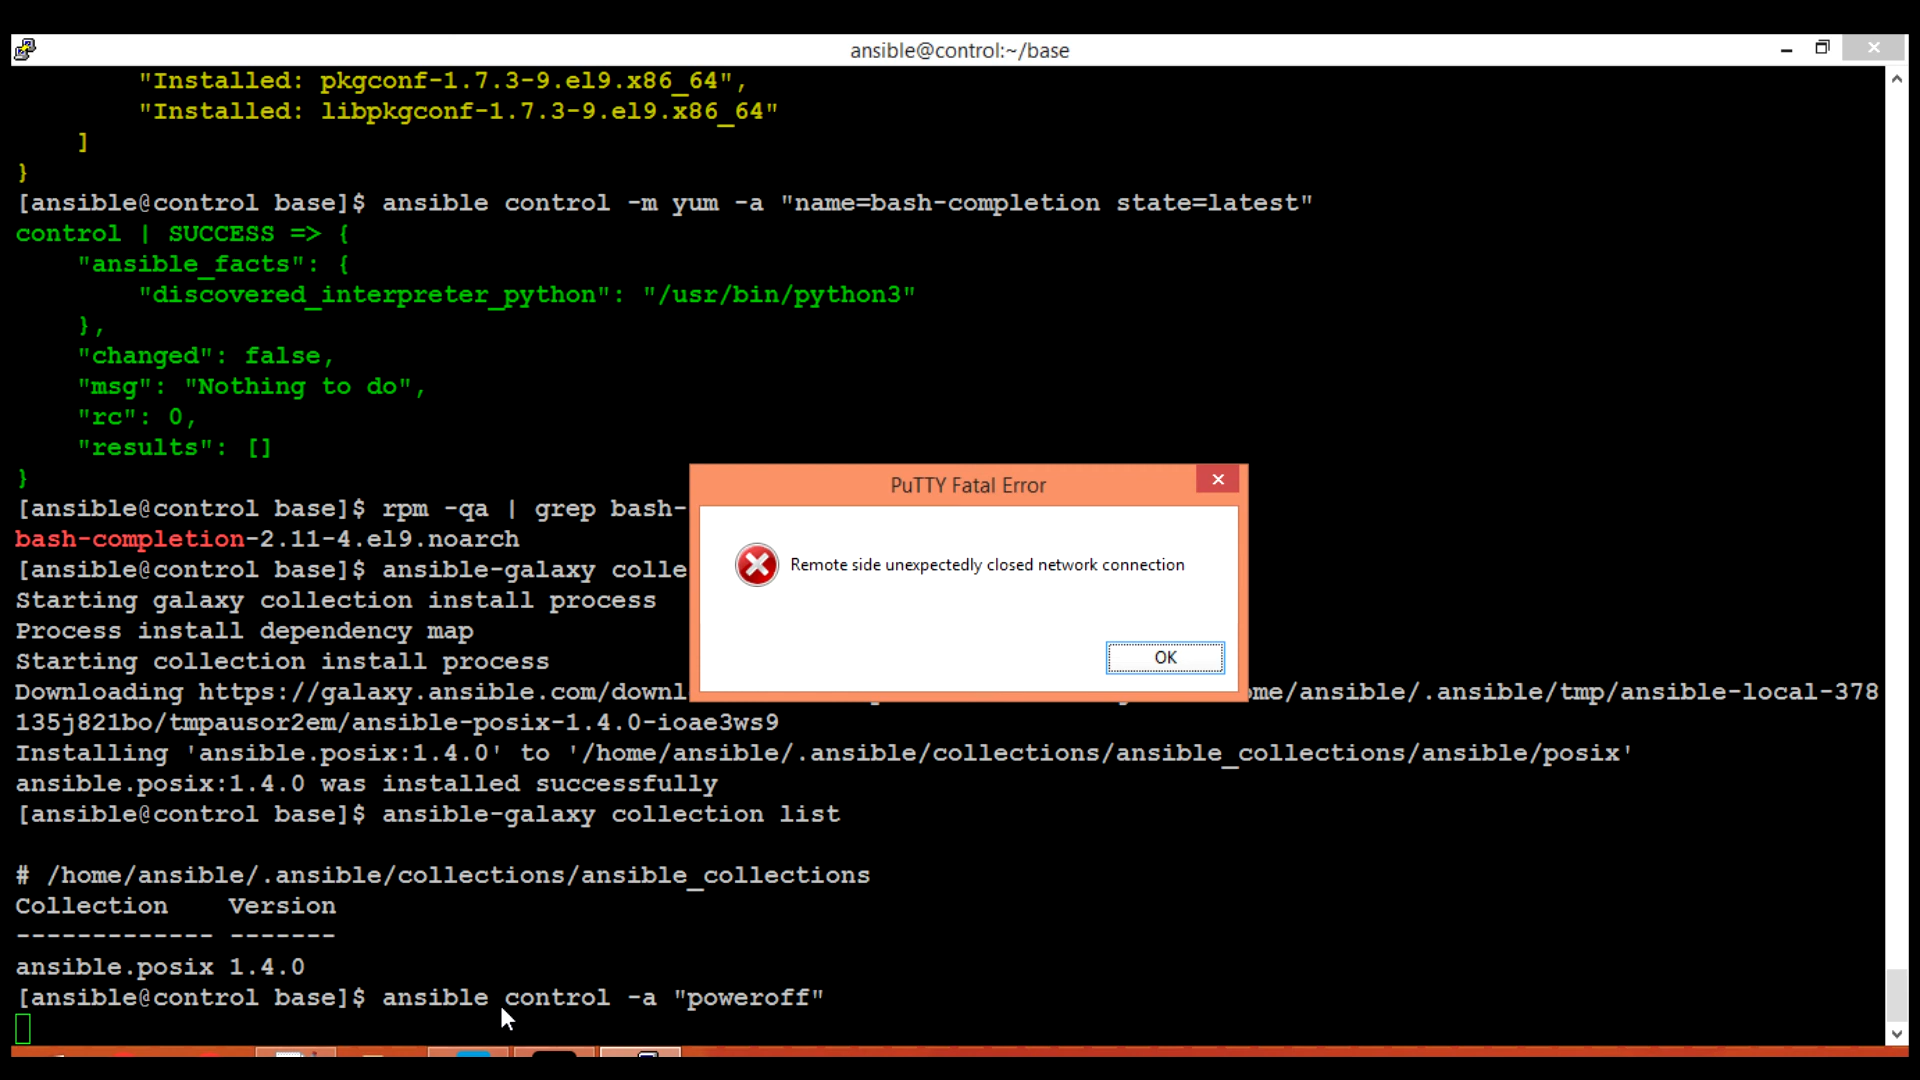 ansible@control:~/base
"Installed: pkgconf-1.7.3-9.el9.x86_64",
"Installed: libpkgconf-1.7.3-9.el9.x86_64"
]
}
[ansible@control base]$ ansible control -m yum -a "name=bash-completion state=latest"
control | SUCCESS => {
"ansible_facts": {
"discovered_interpreter_python": "/usr/bin/python3"
},
"changed": false,
"msg": "Nothing to do",
"rc": 0,
"results": []
}
[ansible@control base]$ rpm -qa | grep bash-
bash-completion-2.11-4.el9.noarch
[ansible@control base]$ ansible-galaxy colle
Starting galaxy collection install process
Process install dependency map
Starting collection install process
Downloading https://galaxy.ansible.com/downl ome/ansible/.ansible/tmp/ansible-local-378
135j821bo/tmpausor2em/ansible-posix-1.4.0-ioae3ws9
Installing 'ansible.posix:1.4.0' to '/home/ansible/.ansible/collections/ansible_collections/ansible/posix'
ansible.posix:1.4.0 was installed successfully
[ansible@control base]$ ansible-galaxy collection list
# /home/ansible/.ansible/collections/ansible_collections
Collection    Version
------------- -------
ansible.posix 1.4.0
[ansible@control base]$ ansible control -a "poweroff"
PuTTY Fatal Error
Remote side unexpectedly closed network connection
OK